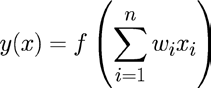 y(x) = f\left(\sum_{i=1}^{n} w_i x_i\right)